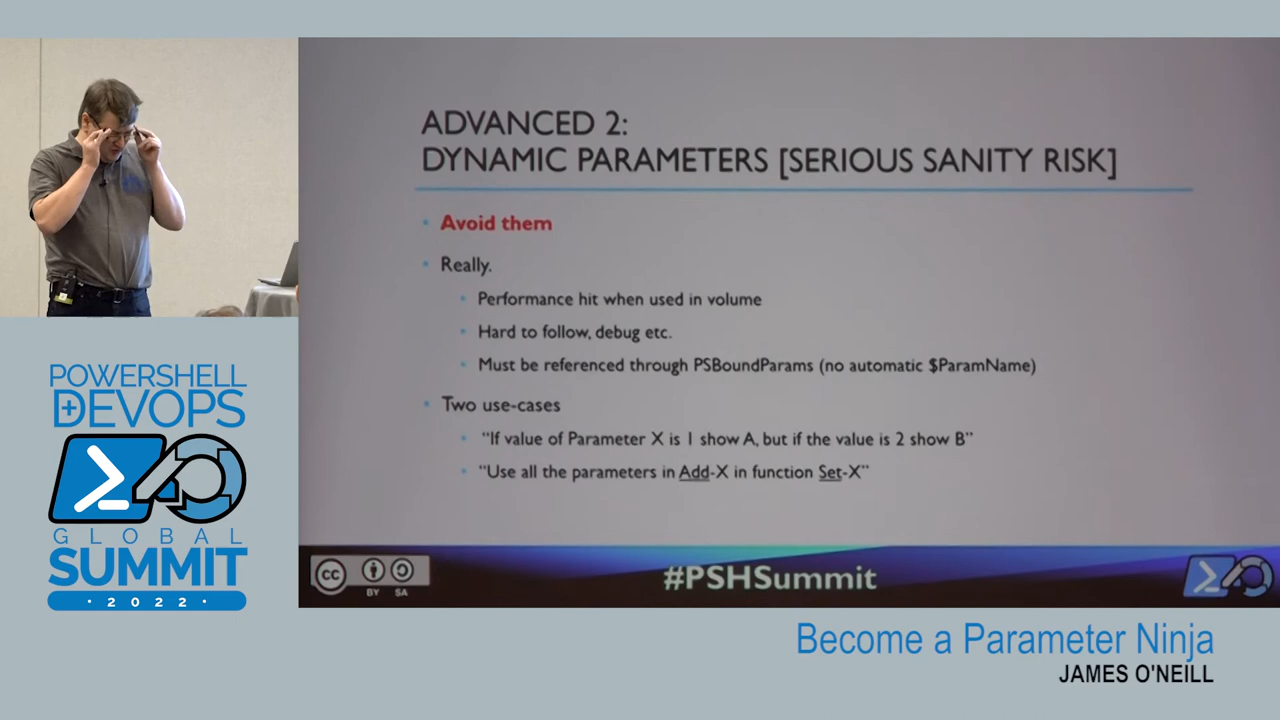 ADVANCED 2:
DYNAMIC PARAMETERS [SERIOUS SANITY RISK]
• Avoid them
• Really.
• Performance hit when used in volume
• Hard to follow, debug etc.
• Must be referenced through PSBoundParams (no automatic $ParamName)
• Two use-cases
• “If value of Parameter X is 1 show A, but if the value is 2 show B”
• “Use all the parameters in Add-X in function Set-X”
cc
BY SA
#PSHSummit
POWERSHELL
+DEVOPS
GLOBAL
SUMMIT
· 2022 ·
Become a Parameter Ninja
JAMES O'NEILL